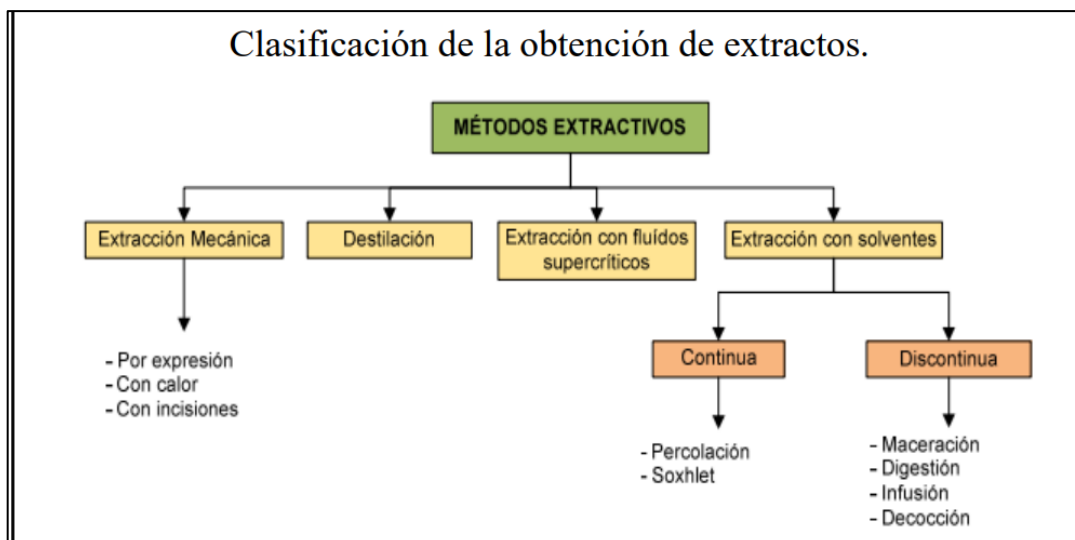 Clasificación de la obtención de extractos.
MÉTODOS EXTRACTIVOS
Extracción Mecánica
Destilación
Extracción con fluídos
supercríticos
Extracción con solventes
- Por expresión
- Con calor
- Con incisiones
Continua
Discontinua
- Percolación
- Soxhlet
- Maceración
- Digestión
- Infusión
- Decocción